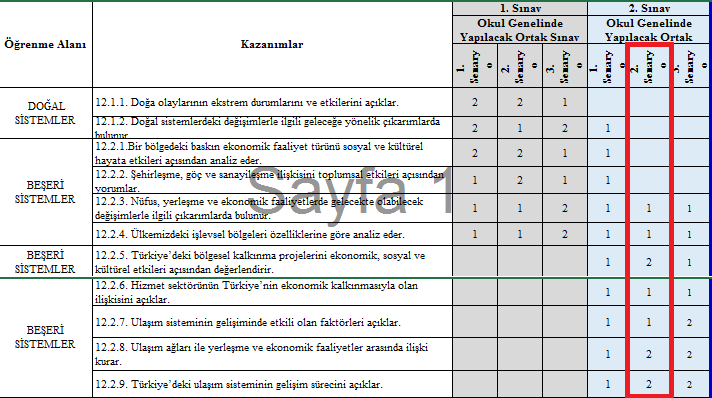 1. Sınav
2. Sınav
Öğrenme Alanı
Kazanımlar
Okul Genelinde
Yapılacak Ortak Sınav
Okul Genelinde
Yapılacak Ortak
1. Senaryo
2. Senaryo
3. Senaryo
1. Senaryo
2. Senaryo
3. Senaryo
DOĞAL
SİSTEMLER
12.1.1. Doğa olaylarının ekstrem durumlarını ve etkilerini açıklar.
2 2 1
12.1.2. Doğal sistemlerdeki değişimlerle ilgili geleceğe yönelik çıkarımlarda
bulunur.
2 1 2 1
BEŞERİ
SİSTEMLER
12.2.1.Bir bölgedeki baskın ekonomik faaliyet türünü sosyal ve kültürel
hayata etkileri açısından analiz eder.
2 2 1 1
12.2.2. Şehirleşme, göç ve sanayileşme ilişkisini toplumsal etkileri açısından
yorumlar.
1 2 1 1
12.2.3. Nüfus, yerleşme ve ekonomik faaliyetlerde gelecekte olabilecek
değişimlerle ilgili çıkarımlarda bulunur.
1 1 2 1 1 1
12.2.4. Ülkemizdeki işlevsel bölgeleri özelliklerine göre analiz eder.
1 1 2 1 1 1
Sayfa 1
BEŞERİ
SİSTEMLER
12.2.5. Türkiye’deki bölgesel kalkınma projelerini ekonomik, sosyal ve
kültürel etkileri açısından değerlendirir.
1 2 1
BEŞERİ
SİSTEMLER
12.2.6. Hizmet sektörünün Türkiye’nin ekonomik kalkınmasıyla olan
ilişkisini açıklar.
1 1 1
12.2.7. Ulaşım sisteminin gelişiminde etkili olan faktörleri açıklar.
1 1 2
12.2.8. Ulaşım ağları ile yerleşme ve ekonomik faaliyetler arasında ilişki
kurar.
1 2 2
12.2.9. Türkiye’deki ulaşım sisteminin gelişim sürecini açıklar.
1 2 2